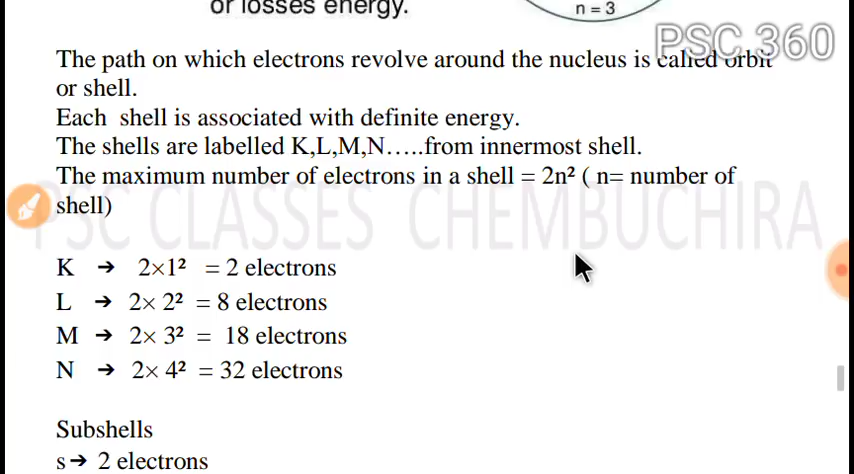 or losses energy.
n = 3
PSC 360
The path on which electrons revolve around the nucleus is called orbit
or shell.
Each shell is associated with definite energy.
The shells are labelled K,L,M,N.....from innermost shell.
The maximum number of electrons in a shell = 2n² ( n= number of
shell)
PSC CLASSES CHEMBUCHIRA
K → 2×1² = 2 electrons
L → 2× 2² = 8 electrons
M → 2× 3² = 18 electrons
N → 2× 4² = 32 electrons
Subshells
s→ 2 electrons